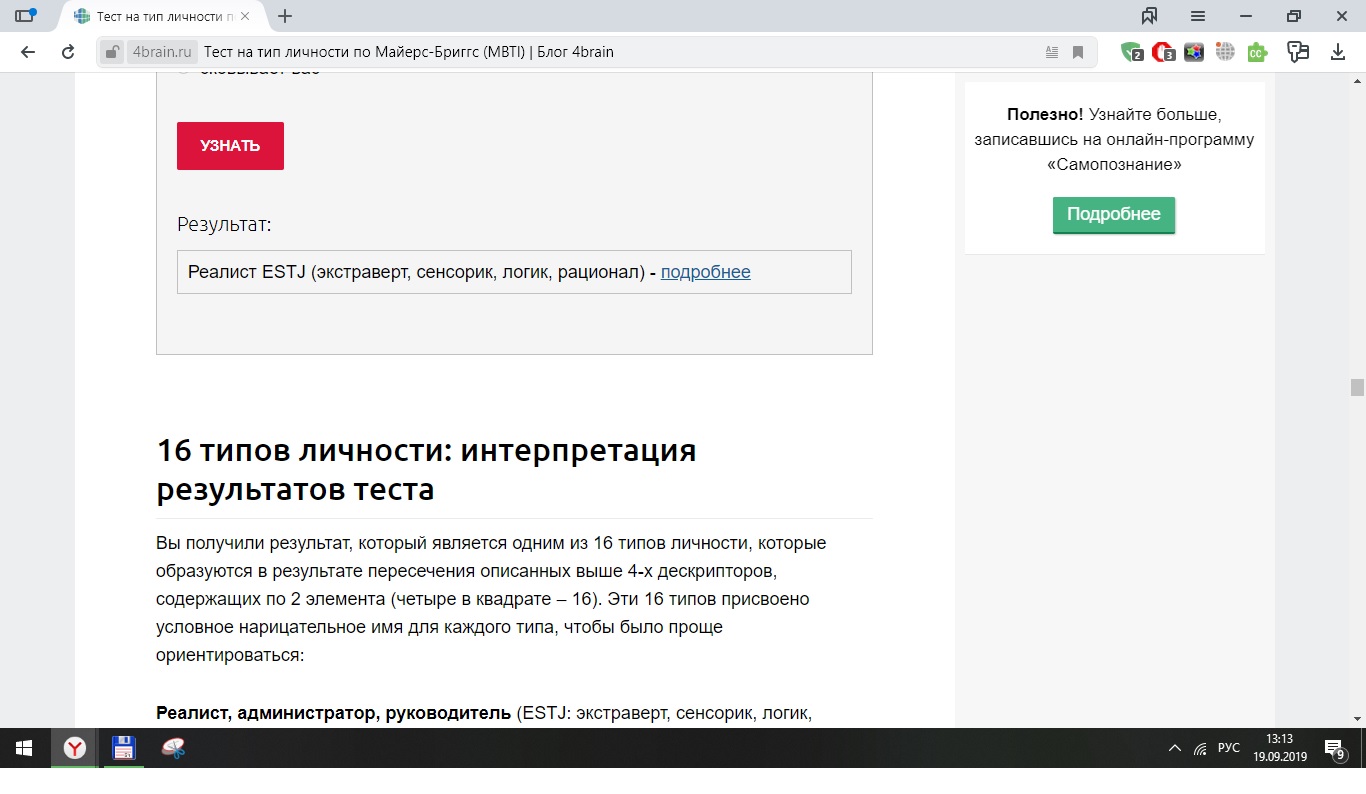 Тест на тип личности п
4brain.ru Тест на тип личности по Майерс-Бриггс (MBTI) | Блог 4brain
2
3
cc
УЗНАТЬ
Результат:
Реалист ESTJ (экстраверт, сенсорик, логик, рационал) - подробнее
16 типов личности: интерпретация
результатов теста
Вы получили результат, который является одним из 16 типов личности, которые
образуются в результате пересечения описанных выше 4-х дескрипторов,
содержащих по 2 элемента (четыре в квадрате – 16). Эти 16 типов присвоено
условное нарицательное имя для каждого типа, чтобы было проще
ориентироваться:
Реалист, администратор, руководитель (ESTJ: экстраверт, сенсорик, логик,
Полезно! Узнайте больше,
записавшись на онлайн-программу
«Самопознание»
Подробнее
РУС
13:13
19.09.2019
9